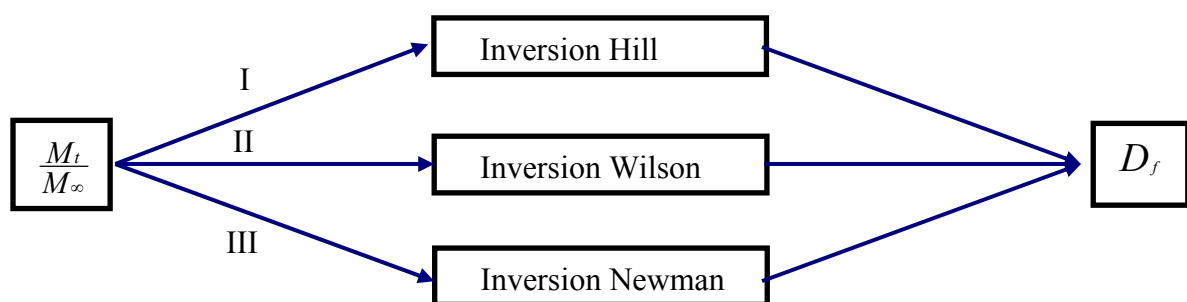 Inversion Hill
I
II
M_t/M_∞
Inversion Wilson
D_f
III
Inversion Newman